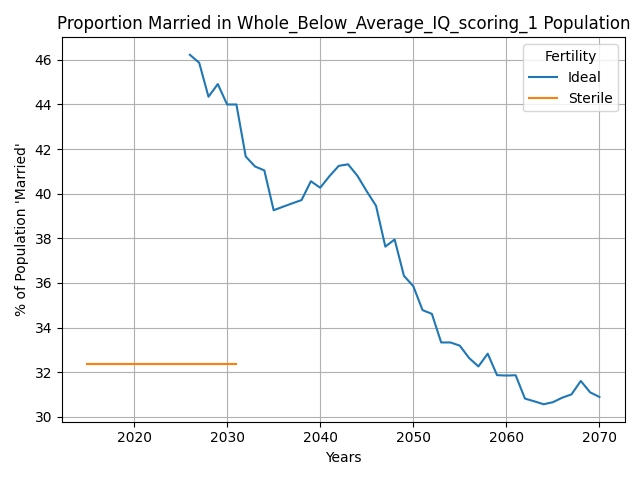 Proportion Married in Whole_Below_Average_IQ_scoring_1 Population
% of Population 'Married'
46
44
42
40
38
36
34
32
30
Fertility
Ideal
Sterile
2020
2030
2040
2050
2060
2070
Years